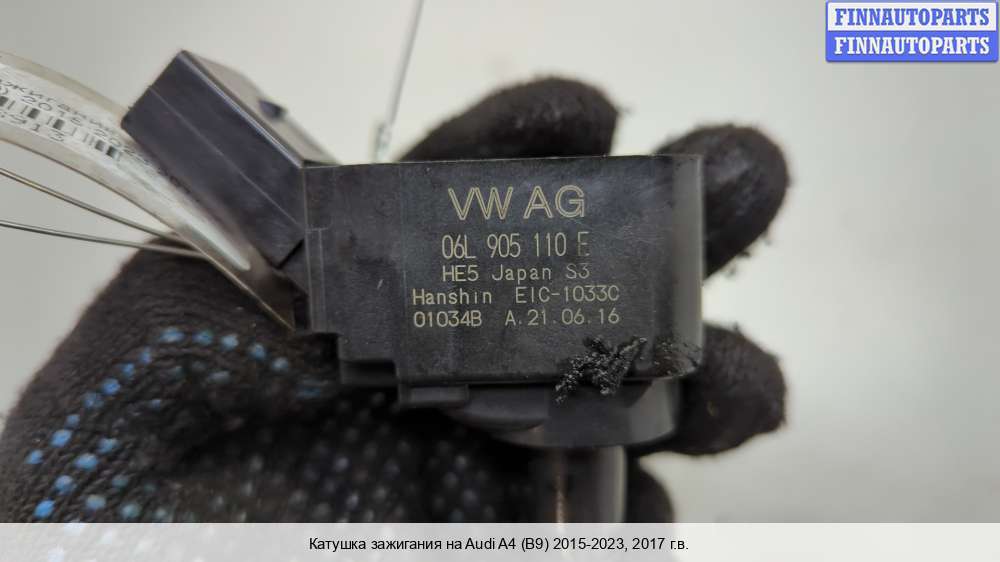 FINNAUTOPARTS
FINNAUTOPARTS
VW AG
06L 905 110 E
HE5 Japan S3
Hanshin EIC-1033C
01034B A.21.06.16
Катушка зажигания на Audi A4 (B9) 2015-2023, 2017 г.в.